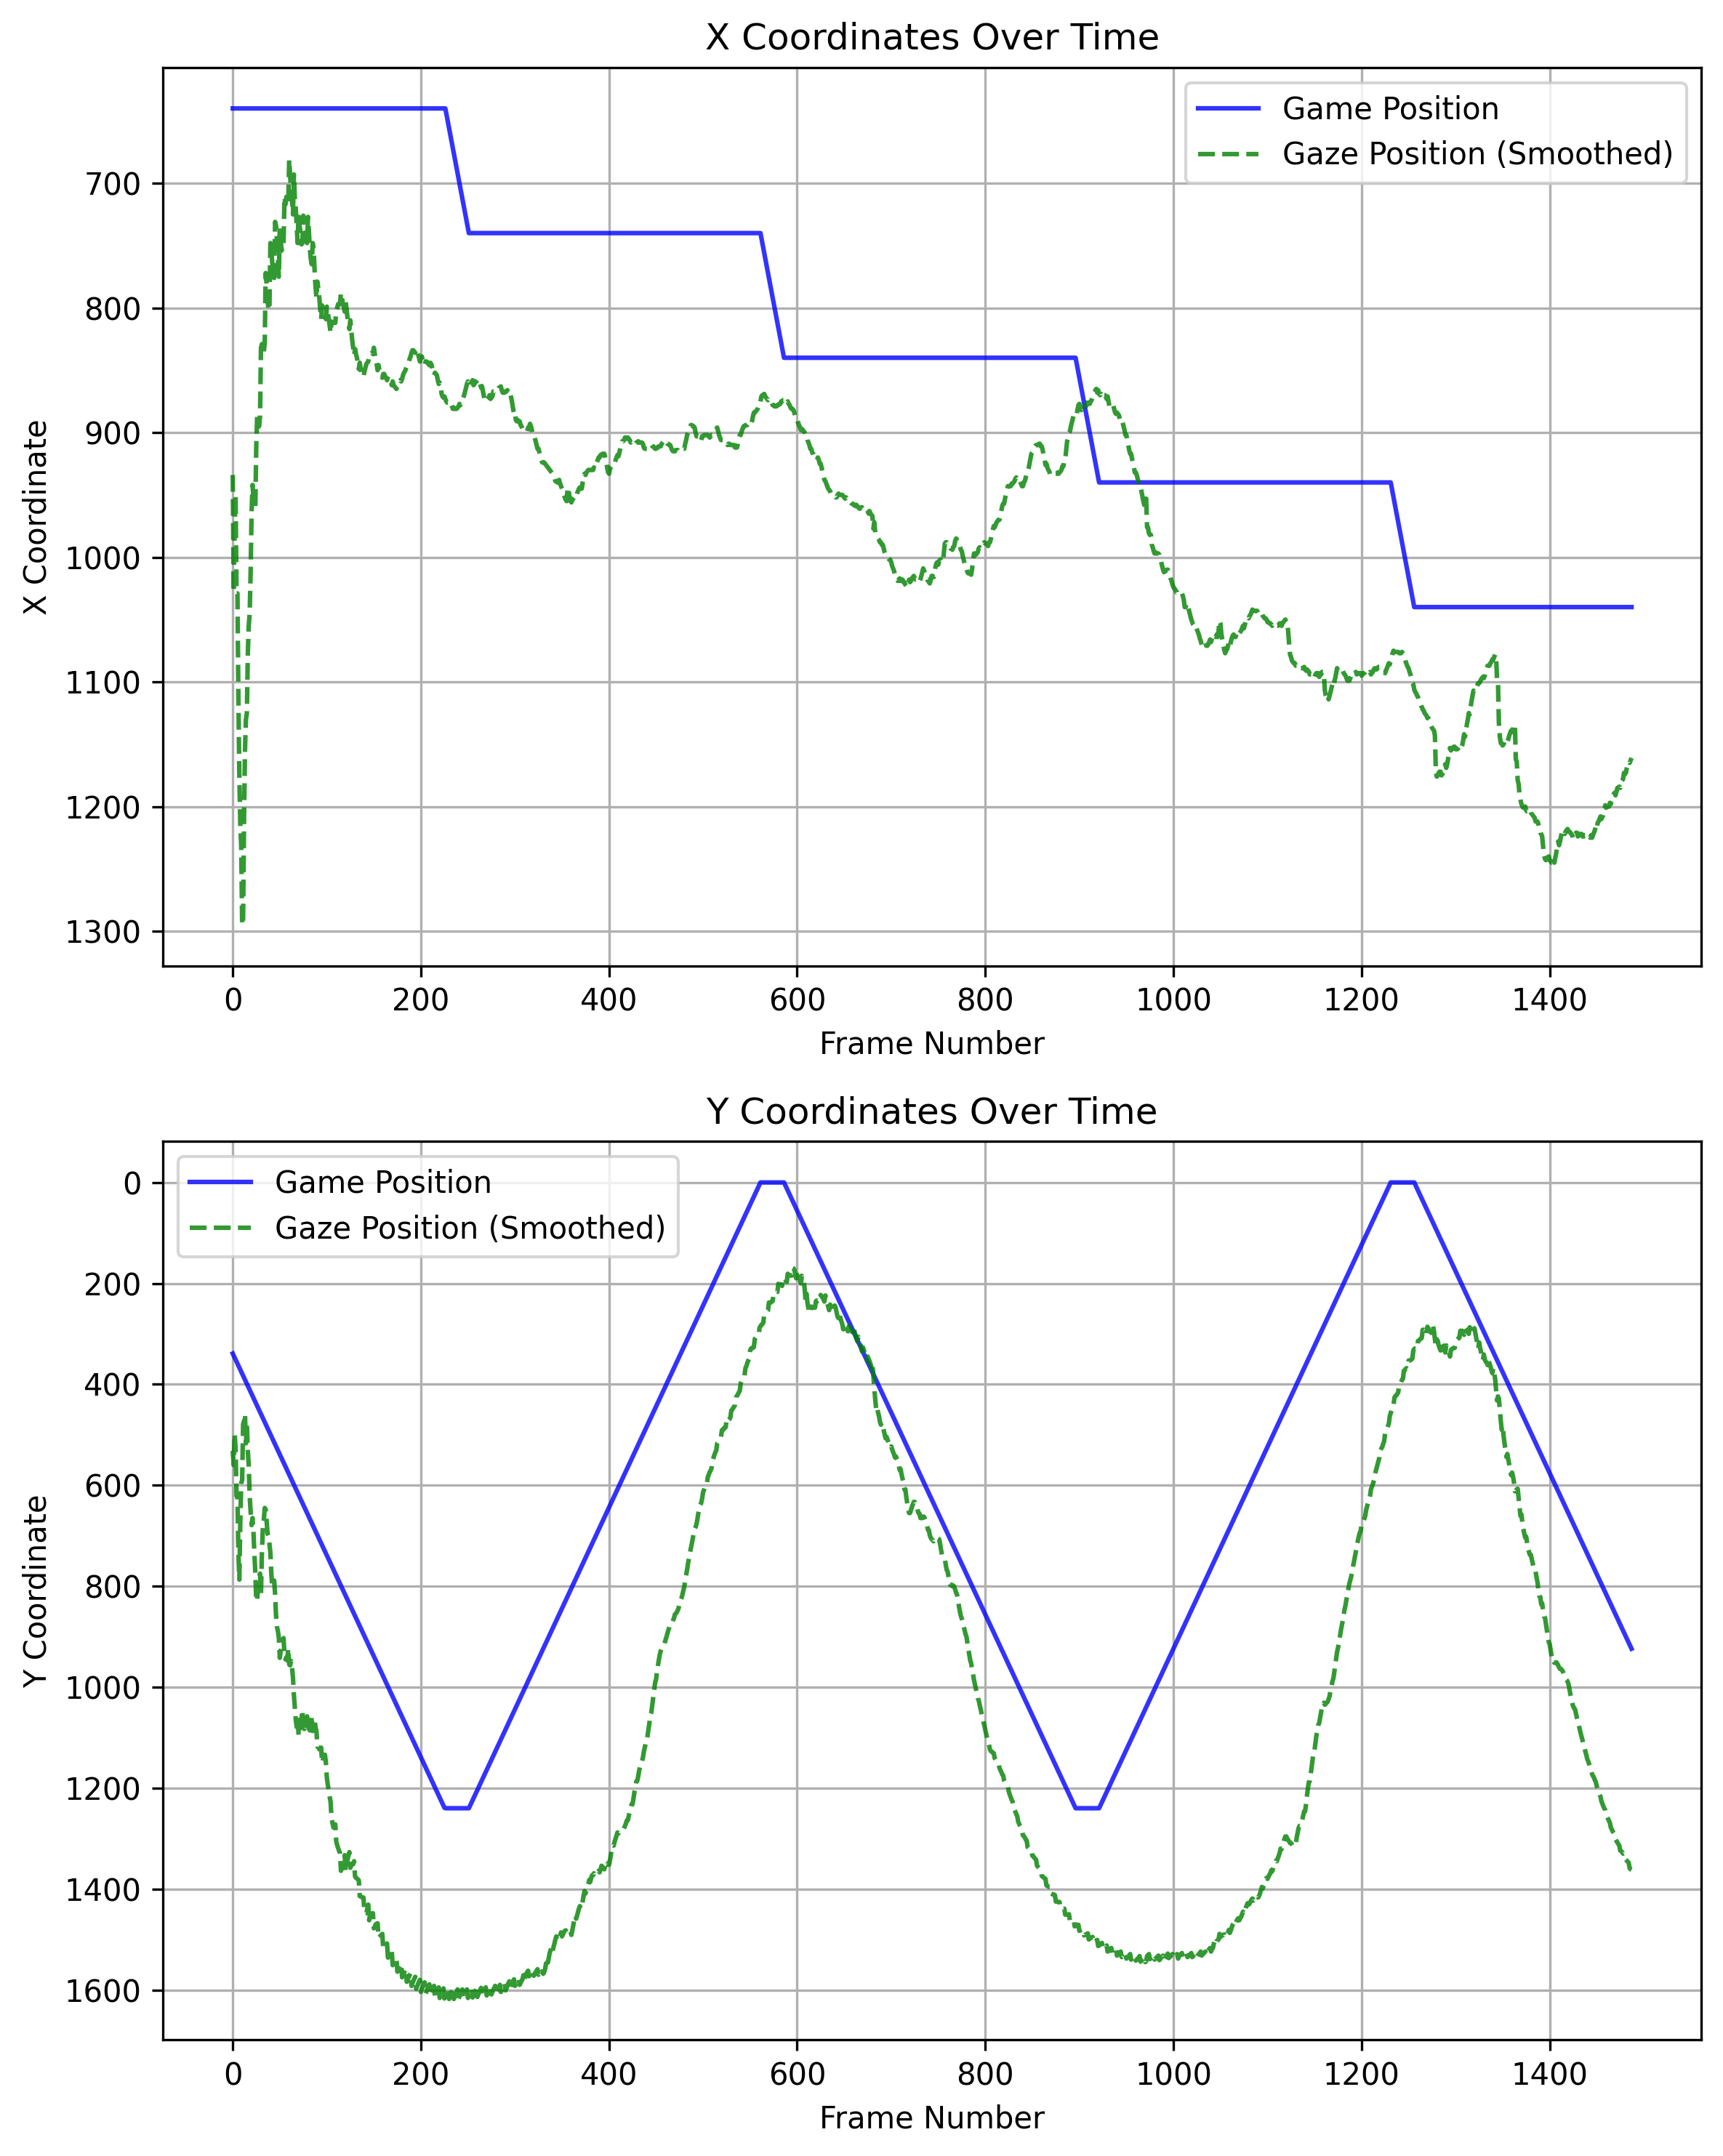 X Coordinates Over Time
Game Position
Gaze Position (Smoothed)
X Coordinate
700
800
900
1000
1100
1200
1300
0 200 400 600 800 1000 1200 1400
Frame Number
Y Coordinates Over Time
Game Position
Gaze Position (Smoothed)
Y Coordinate
0
200
400
600
800
1000
1200
1400
1600
0 200 400 600 800 1000 1200 1400
Frame Number